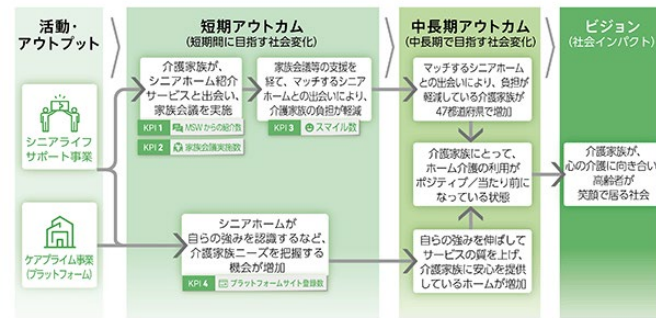 活動・
アウトプット
短期アウトカム
(短期間に目指す社会変化)
中長期アウトカム
(中長期で目指す社会変化)
ビジョン
(社会インパクト)
シニアライフ
サポート事業
ケアプライム事業
(プラットフォーム)
介護家族が、
シニアホーム紹介
サービスと出会い、
家族会議を実施
KPI 1 MSWからの紹介数
KPI 2 家族会議実施数
家族会議等の支援を
経て、マッチするシニア
ホームとの出会いにより、
介護家族の負担が軽減
KPI 3 スマイル数
シニアホームが
自らの強みを認識するなど、
介護家族ニーズを把握する
機会が増加
KPI 4 プラットフォームサイト登録数
マッチするシニアホーム
との出会いにより、負担が
軽減している介護家族が
47都道府県で増加
介護家族にとって、
ホーム介護の利用が
ポジティブ／当たり前に
なっている状態
自らの強みを伸ばして
サービスの質を上げ、
介護家族に安心を提供
しているホームが増加
介護家族が、
心の介護に向き合い
高齢者が
笑顔で居る社会